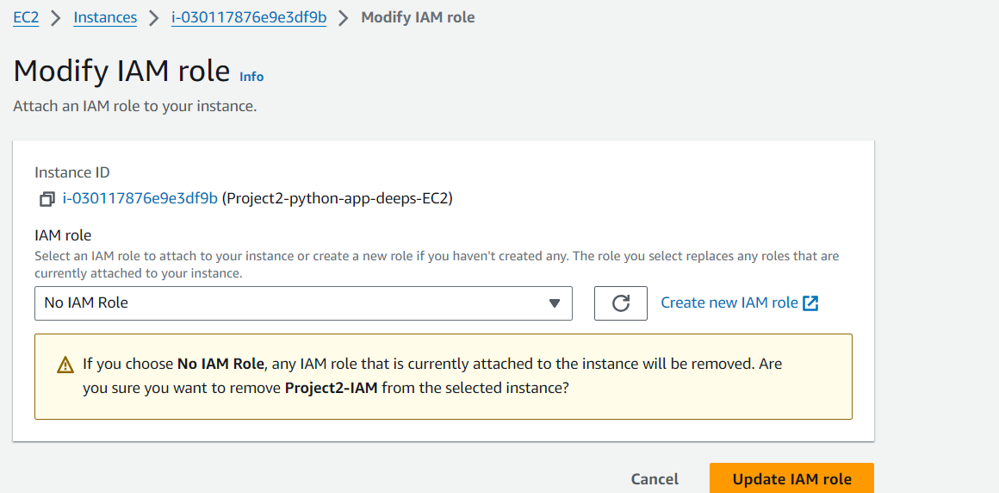 EC2 > Instances > i-030117876e9e3df9b > Modify IAM role
Modify IAM role Info
Attach an IAM role to your instance.
Instance ID
i-030117876e9e3df9b (Project2-python-app-deeps-EC2)
IAM role
Select an IAM role to attach to your instance or create a new role if you haven't created any. The role you select replaces any roles that are
currently attached to your instance.
No IAM Role
Create new IAM role
If you choose No IAM Role, any IAM role that is currently attached to the instance will be removed. Are
you sure you want to remove Project2-IAM from the selected instance?
Cancel Update IAM role